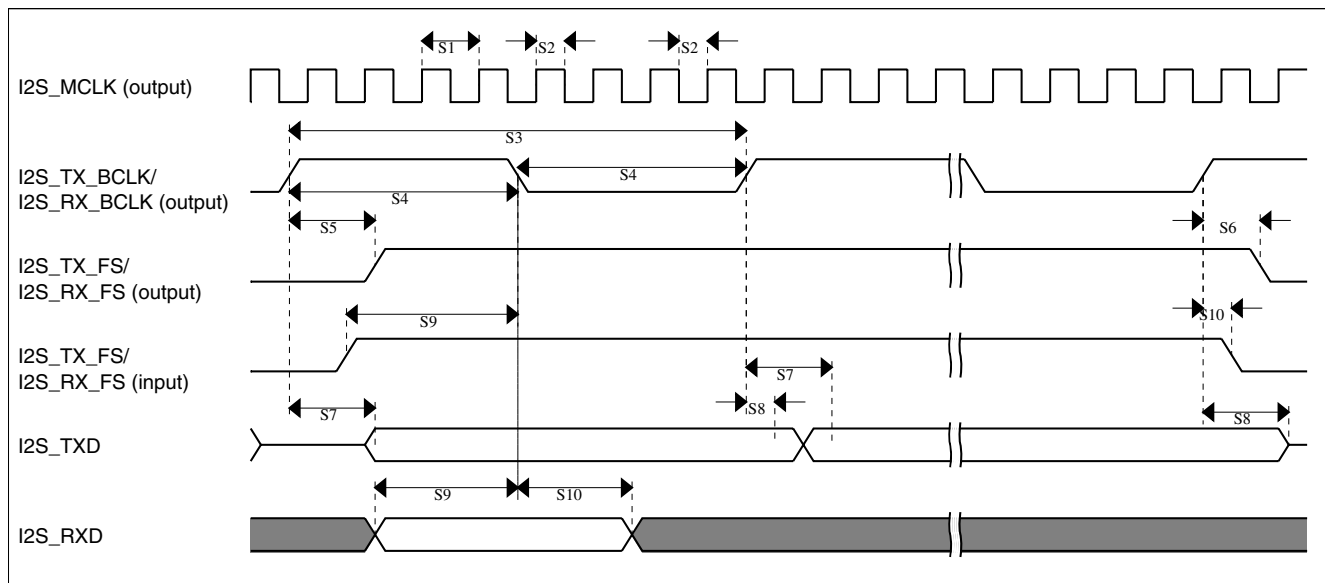 S1 S2 S2
I2S_MCLK (output)
S3
I2S_TX_BCLK/
I2S_RX_BCLK (output)
S4
S4
S5
S6
I2S_TX_FS/
I2S_RX_FS (output)
S9
S10
I2S_TX_FS/
I2S_RX_FS (input)
S7
S7
S8
S8
I2S_TXD
S9
S10
I2S_RXD